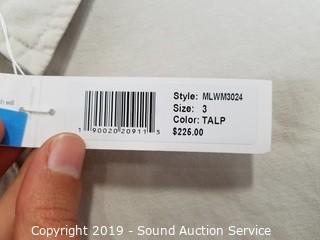 Style: MLWM3024
Size: 3
Color: TALP
$225.00
1 90020 20911 5
Copyright 2019 - Sound Auction Service